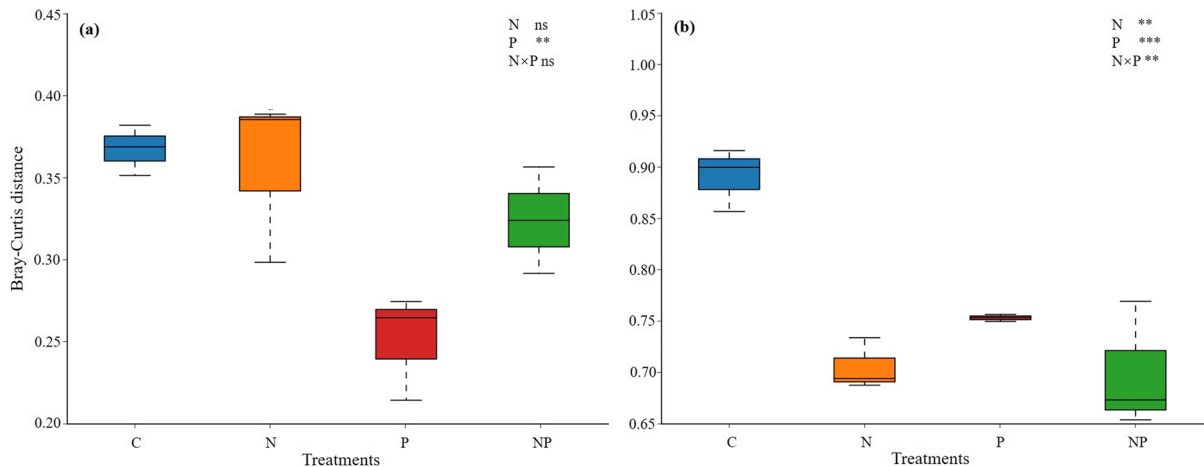 (a)
N ns
P **
N×P ns
0.45
0.40
0.35
0.30
0.25
0.20
Bray-Curtis distance
C N P NP
Treatments
(b)
N **
P ***
N×P **
1.05
1.00
0.95
0.90
0.85
0.80
0.75
0.70
0.65
C N P NP
Treatments